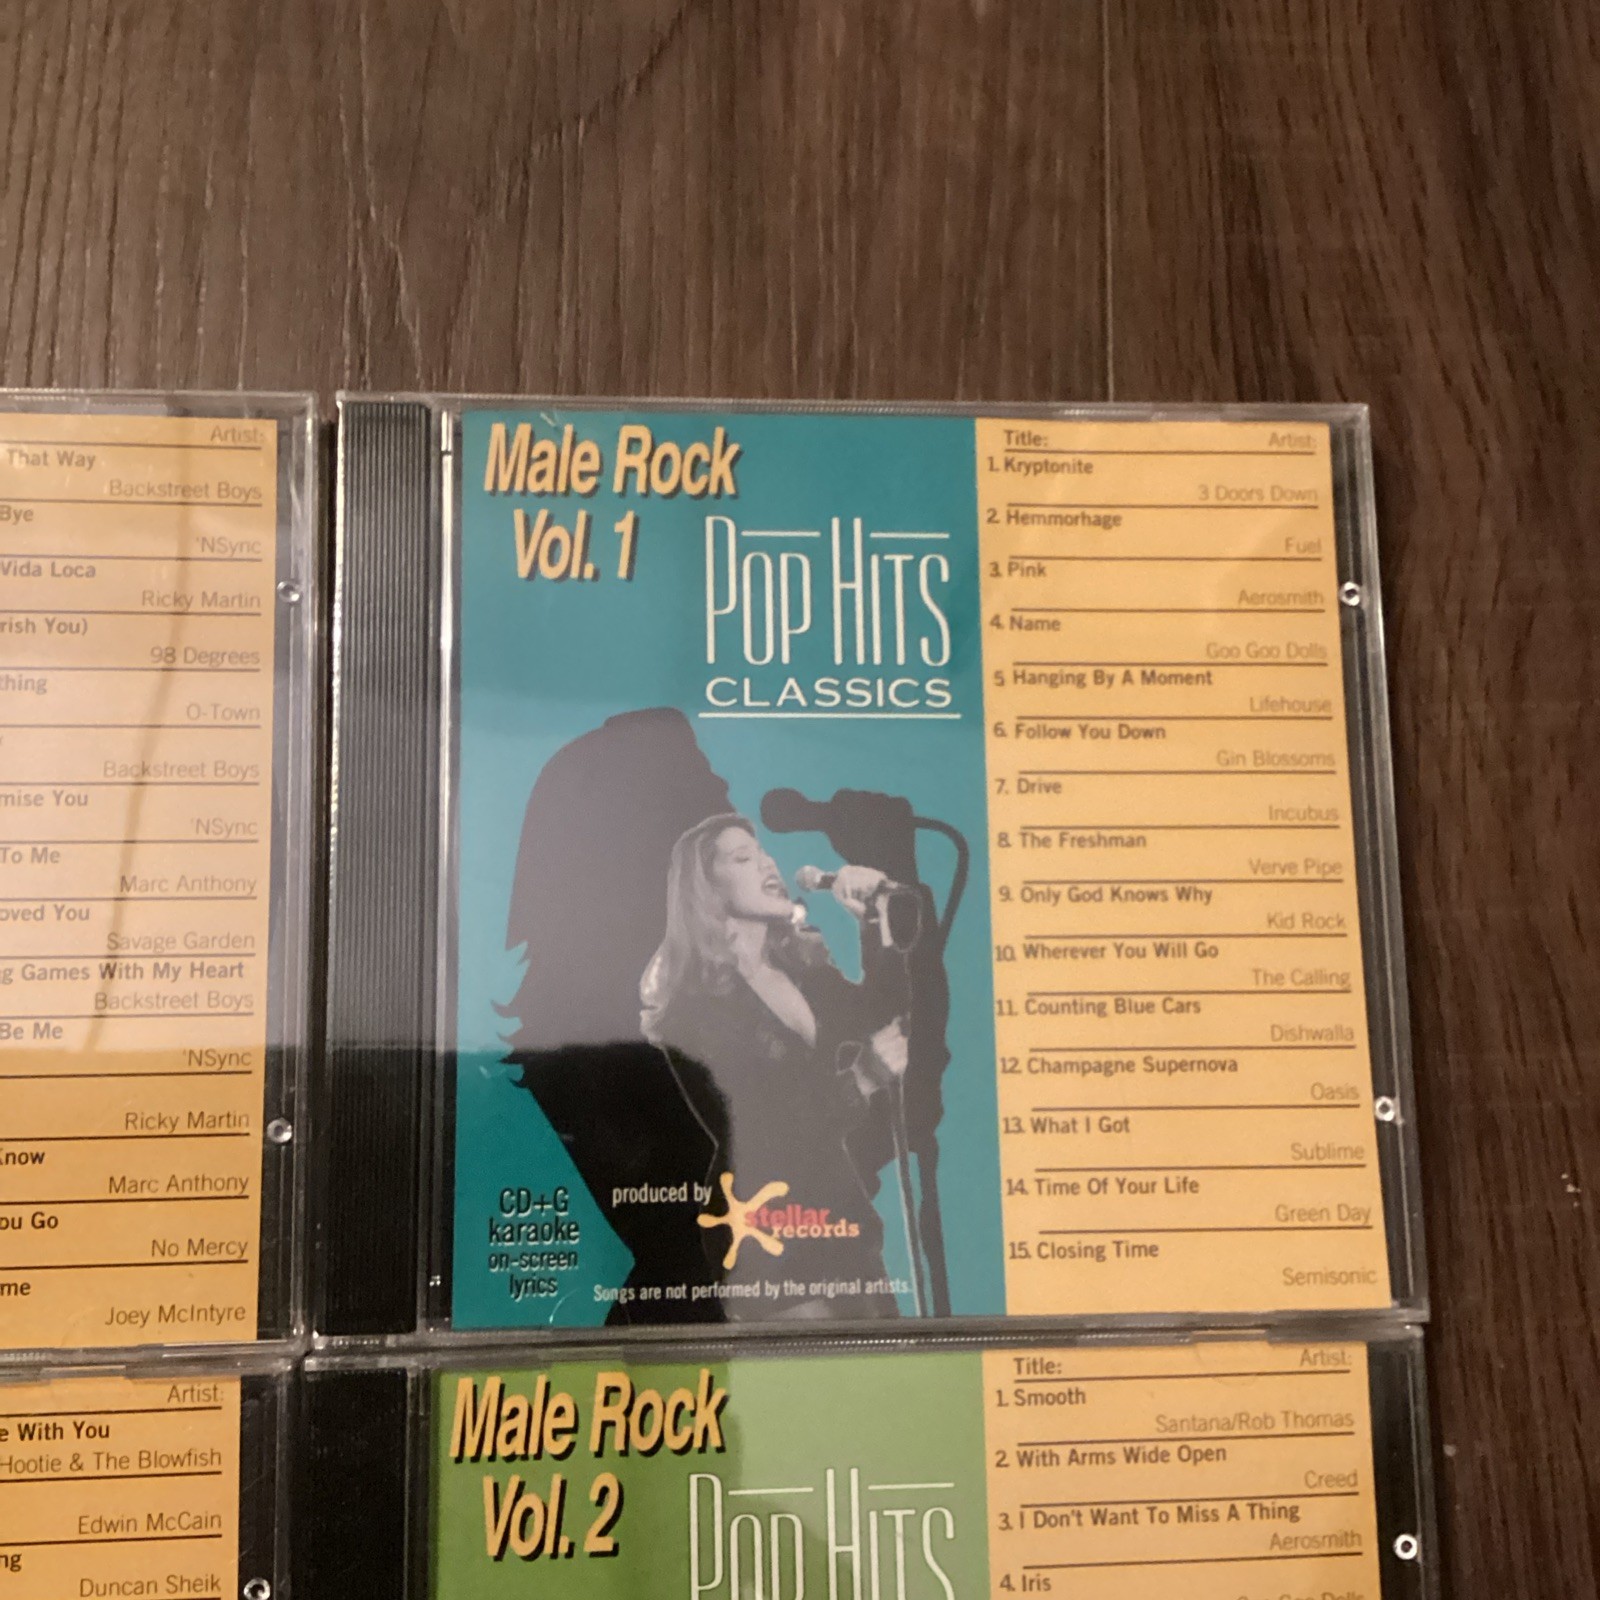 Artist:
That Way
Backstreet Boys
Bye
'NSync
Vida Loca
Ricky Martin
rish You)
98 Degrees
thing
O-Town
Backstreet Boys
mise You
'NSync
To Me
Marc Anthony
oved You
Savage Garden
g Games With My Heart
Backstreet Boys
Be Me
'NSync
Ricky Martin
Know
Marc Anthony
ou Go
No Mercy
me
Joey McIntyre
Male Rock
Vol. 1
Pop Hits
CLASSICS
CD+G
karaoke
on-screen
lyrics
produced by
stellar
records
Songs are not performed by the original artists.
Title: Artist:
1. Kryptonite
3 Doors Down
2. Hemmorhage
Fuel
3. Pink
Aerosmith
4. Name
Goo Goo Dolls
5 Hanging By A Moment
Lifehouse
6. Follow You Down
Gin Blossoms
7. Drive
Incubus
8. The Freshman
Verve Pipe
9. Only God Knows Why
Kid Rock
10. Wherever You Will Go
The Calling
11. Counting Blue Cars
Dishwalla
12. Champagne Supernova
Oasis
13. What I Got
Sublime
14. Time Of Your Life
Green Day
15. Closing Time
Semisonic
Artist:
e With You
Hootie & The Blowfish
Edwin McCain
ng
Duncan Sheik
Male Rock
Vol. 2
Pop Hits
Title: Artist:
1. Smooth
Santana/Rob Thomas
2. With Arms Wide Open
Creed
3. I Don't Want To Miss A Thing
Aerosmith
4. Iris
Goo Goo Dolls